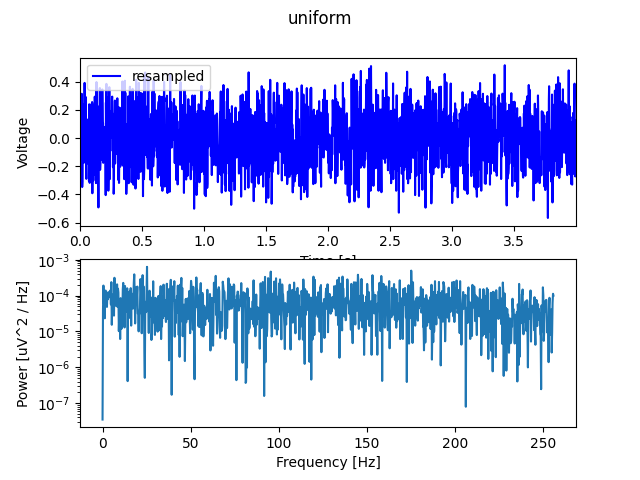 uniform
resampled
Voltage
0.4
0.2
0.0
−0.2
−0.4
−0.6
0.0 0.5 1.0 1.5 2.0 2.5 3.0 3.5
Time [s]
Power [uV^2 / Hz]
10−3
10−4
10−5
10−6
10−7
0 50 100 150 200 250
Frequency [Hz]